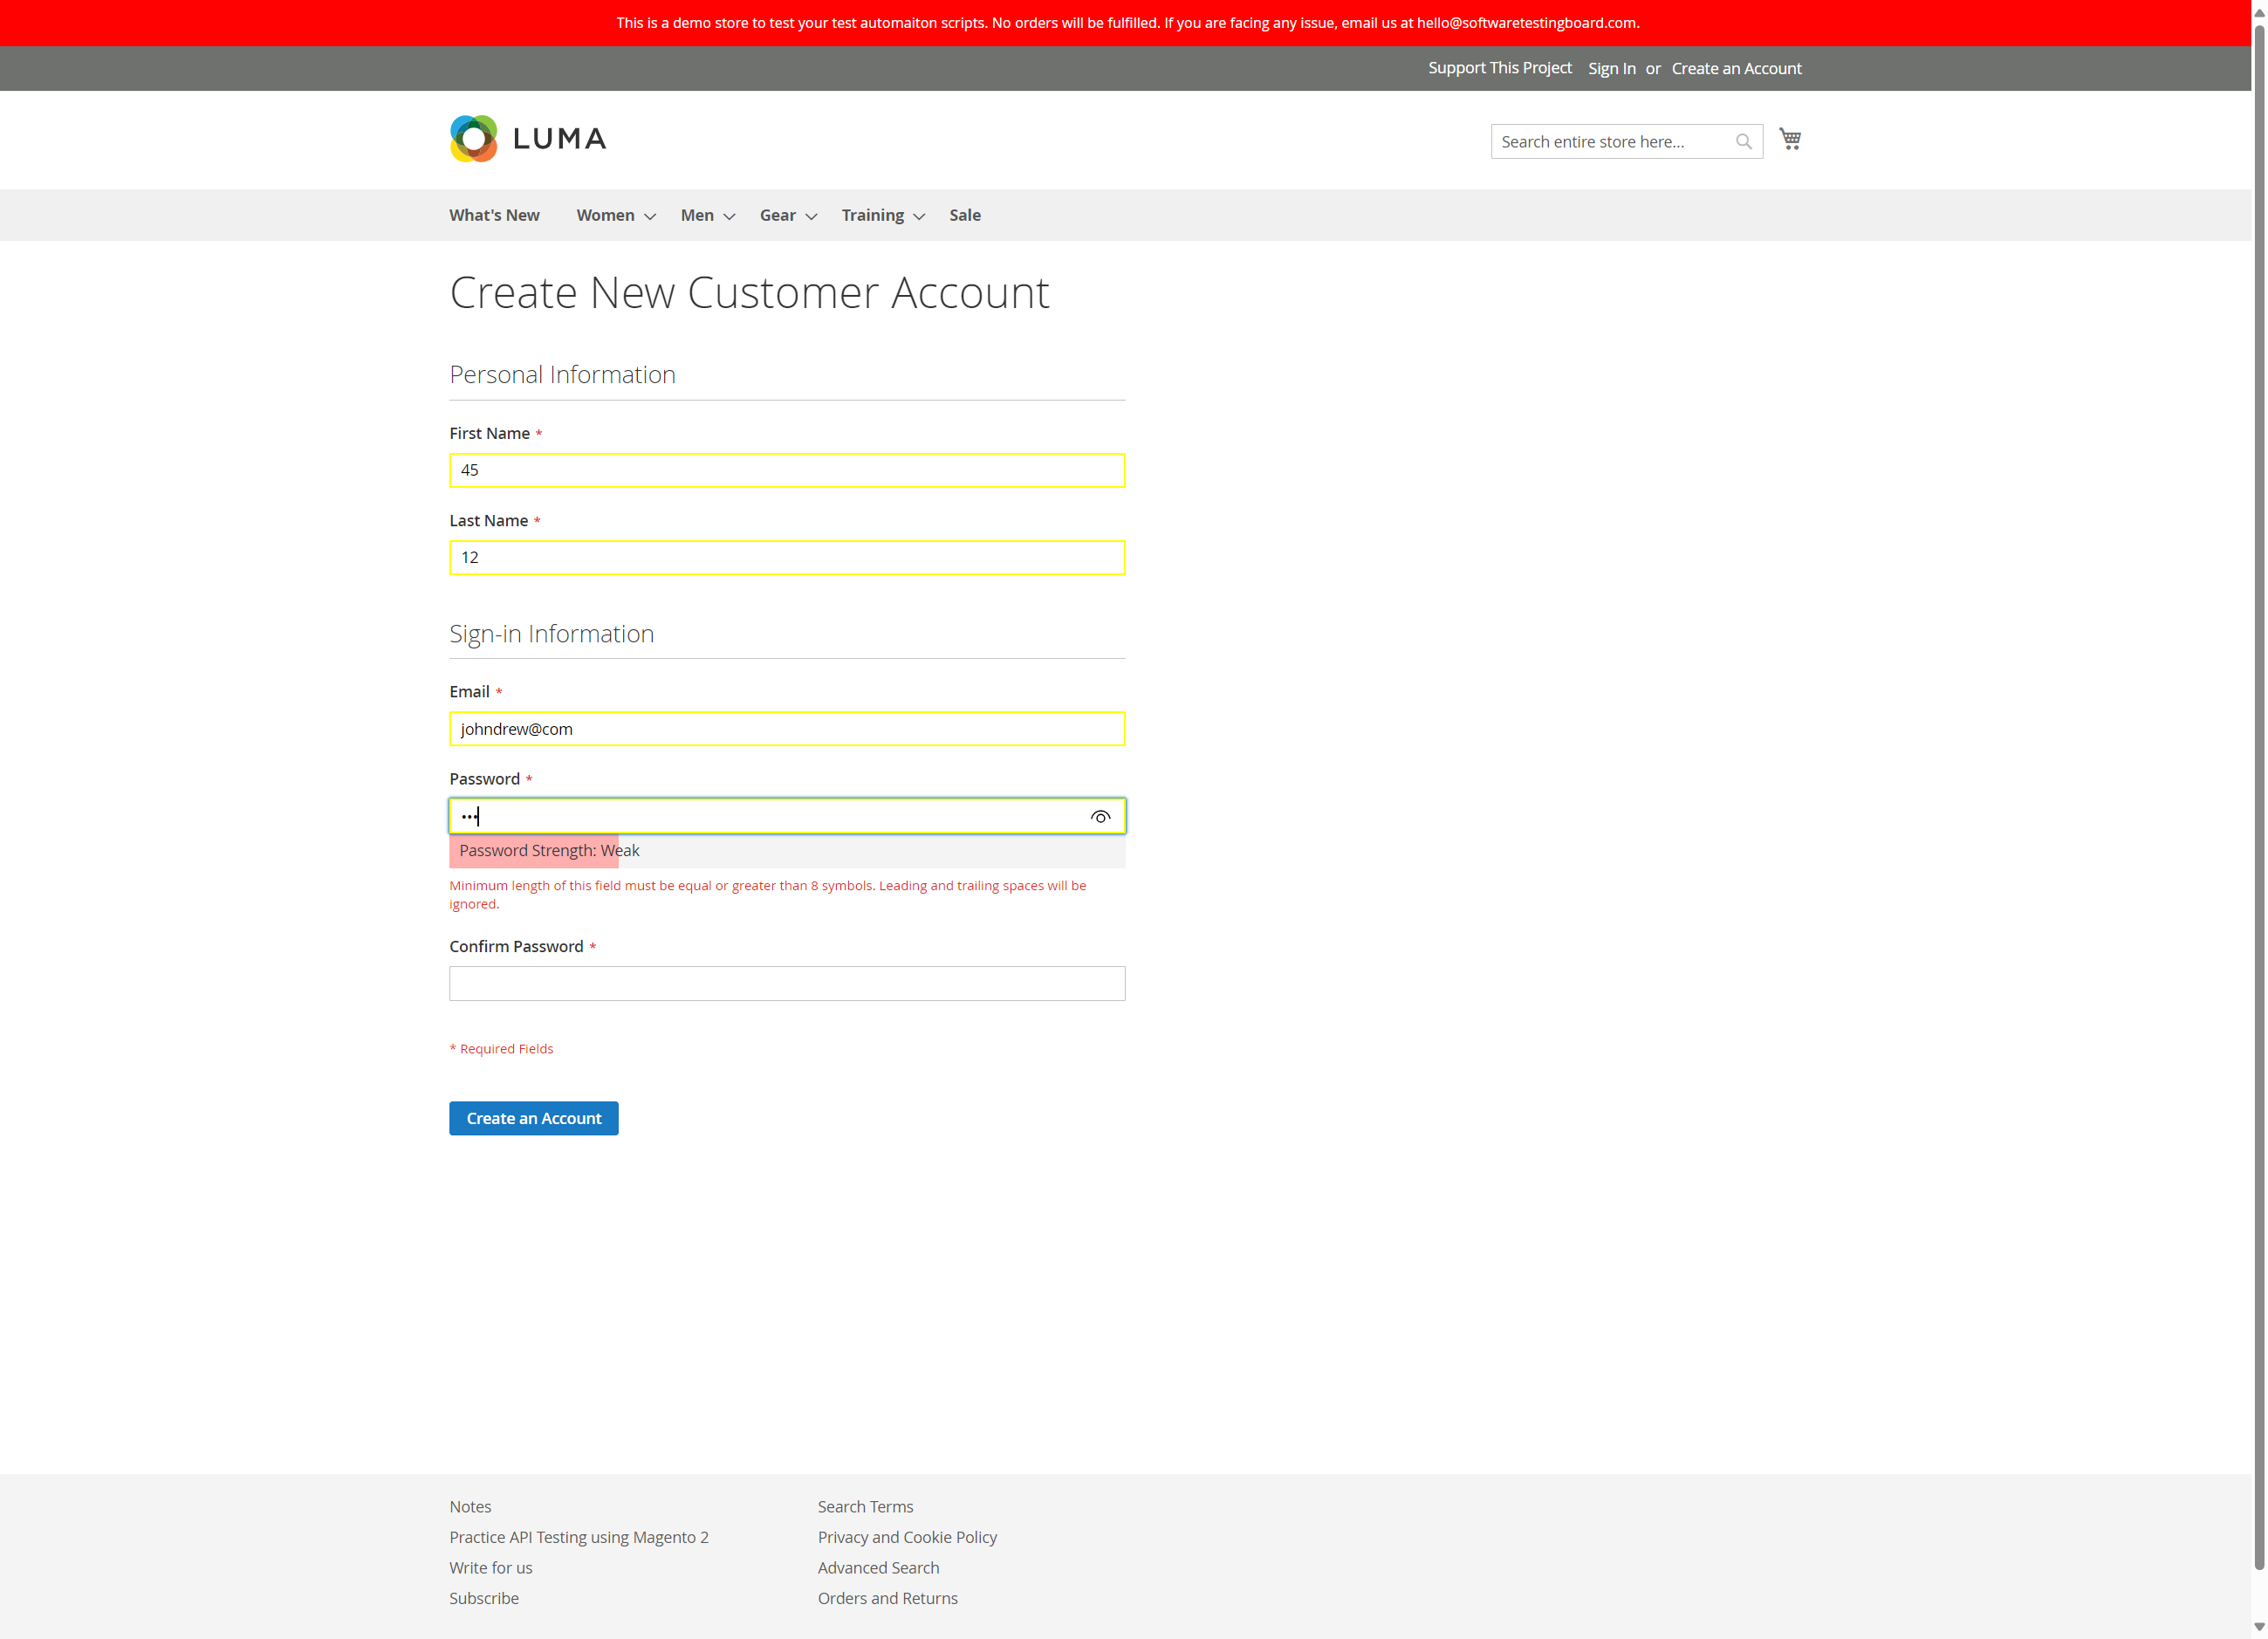 This is a demo store to test your test automaiton scripts. No orders will be fulfilled. If you are facing any issue, email us at hello@softwaretestingboard.com.
Support This Project Sign In or Create an Account
LUMA
Search entire store here...
What's New Women Men Gear Training Sale
Create New Customer Account
Personal Information
First Name *
45
Last Name *
12
Sign-in Information
Email *
johndrew@com
Password *
•••
Password Strength: Weak
Minimum length of this field must be equal or greater than 8 symbols. Leading and trailing spaces will be
ignored.
Confirm Password *
* Required Fields
Create an Account
Notes
Practice API Testing using Magento 2
Write for us
Subscribe
Search Terms
Privacy and Cookie Policy
Advanced Search
Orders and Returns